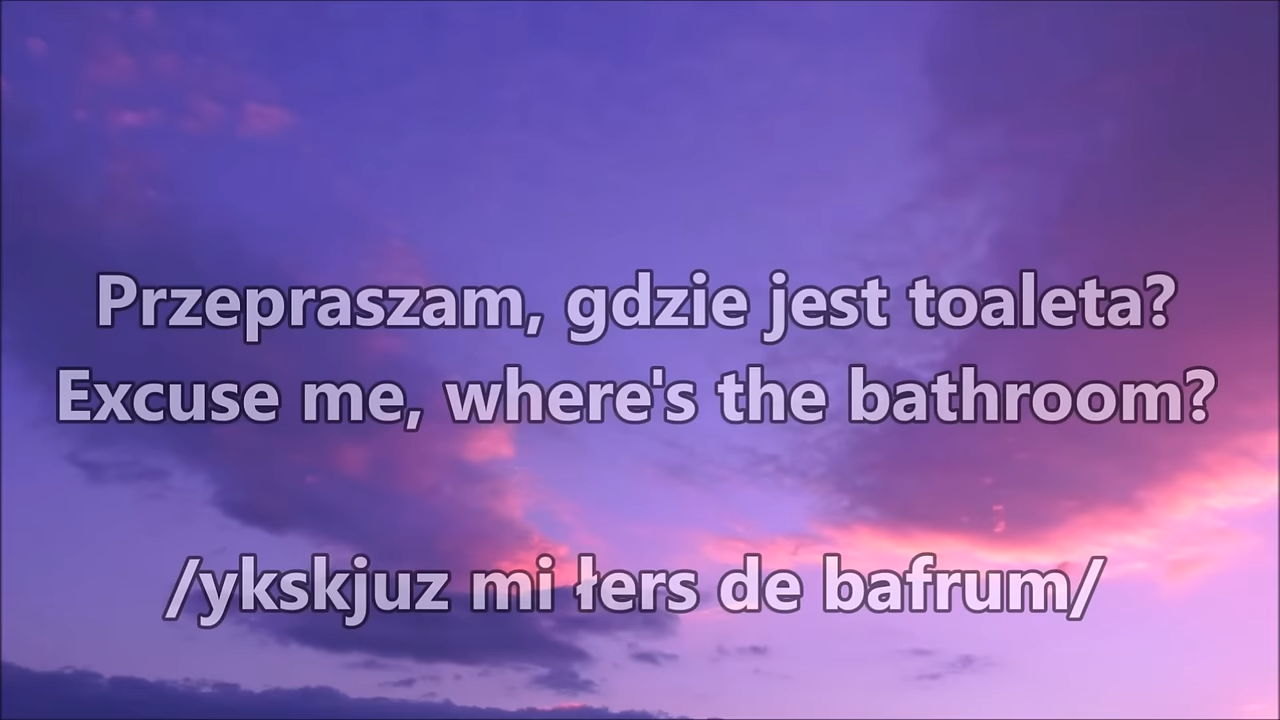 Przepraszam, gdzie jest toaleta?
Excuse me, where's the bathroom?
/ykskjuz mi łers de bafrum/